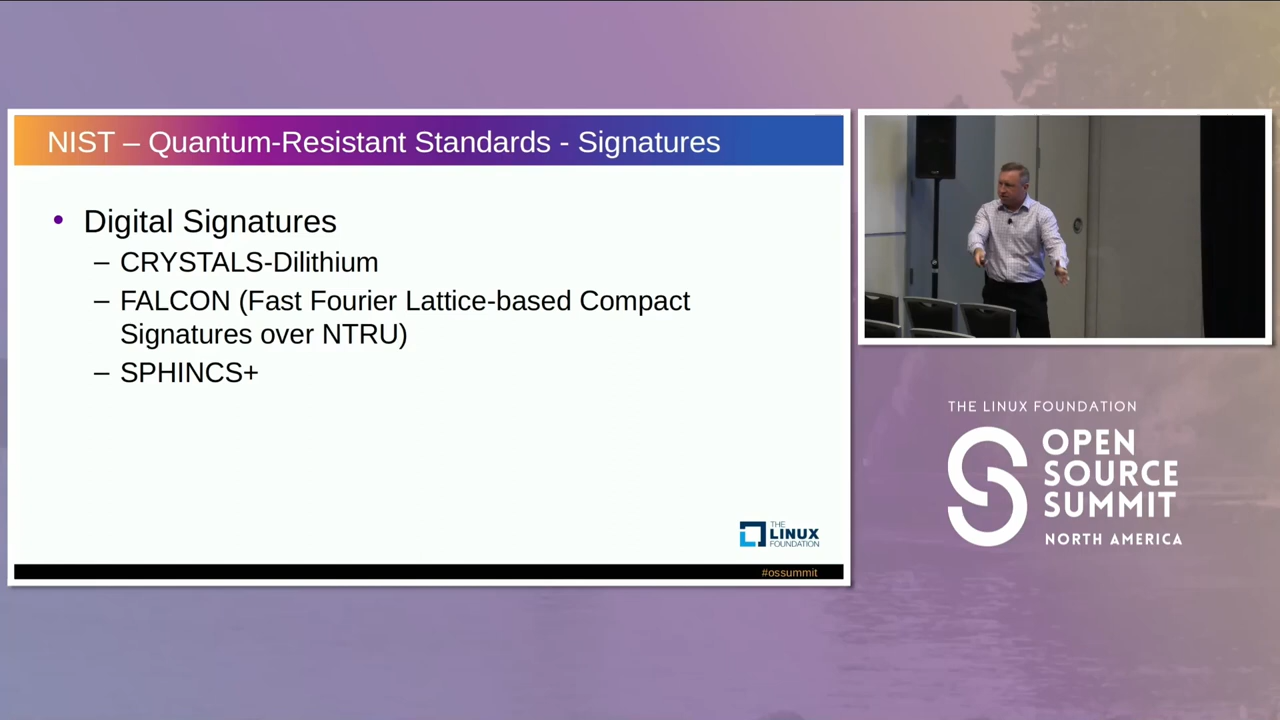 NIST – Quantum-Resistant Standards - Signatures
• Digital Signatures
– CRYSTALS-Dilithium
– FALCON (Fast Fourier Lattice-based Compact
Signatures over NTRU)
– SPHINCS+
THE
LINUX
FOUNDATION
#ossummit
THE LINUX FOUNDATION
OPEN
SOURCE
SUMMIT
NORTH AMERICA